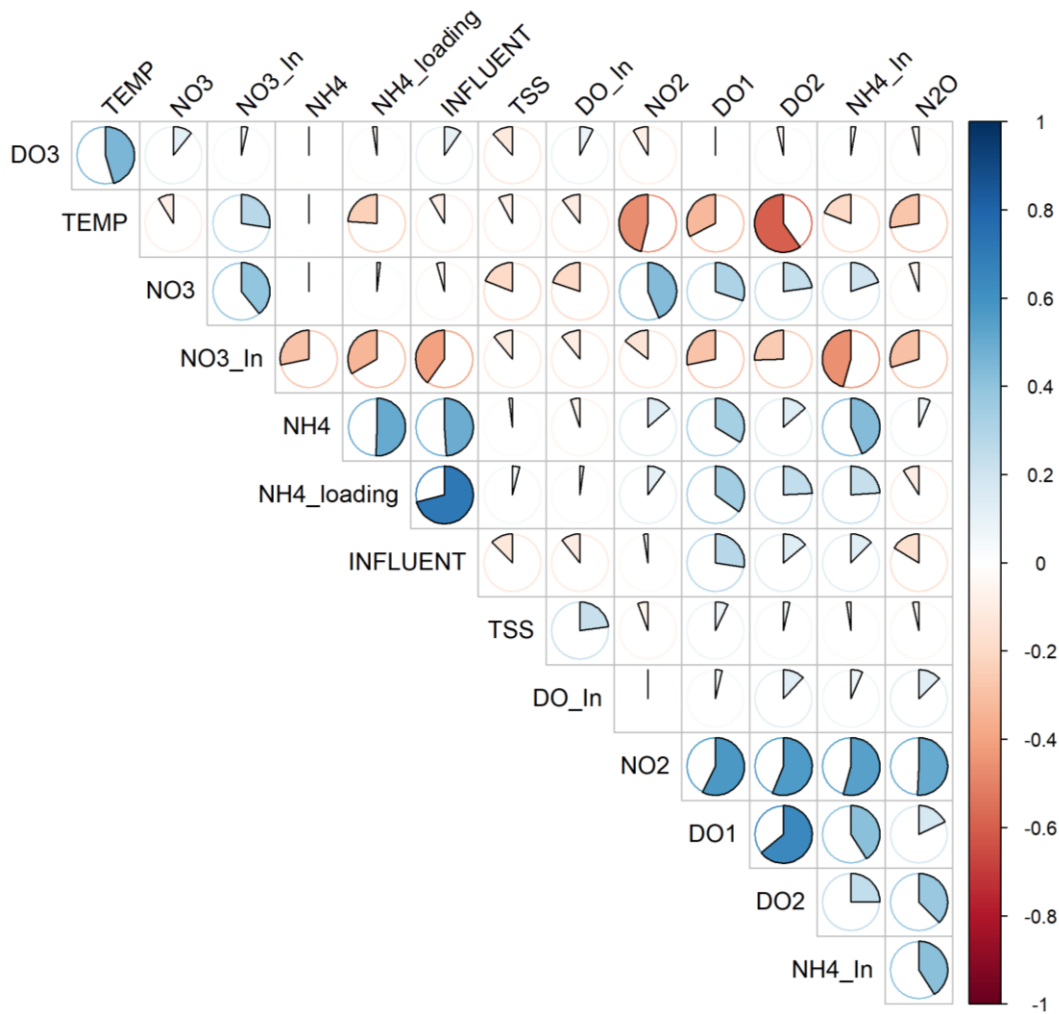 TEMP
NO3
NO3_In
NH4
NH4_loading
INFLUENT
TSS
DO_In
NO2
DO1
DO2
NH4_In
N2O
DO3
TEMP
NO3
NO3_In
NH4
NH4_loading
INFLUENT
TSS
DO_In
NO2
DO1
DO2
NH4_In
1
0.8
0.6
0.4
0.2
0
-0.2
-0.4
-0.6
-0.8
-1